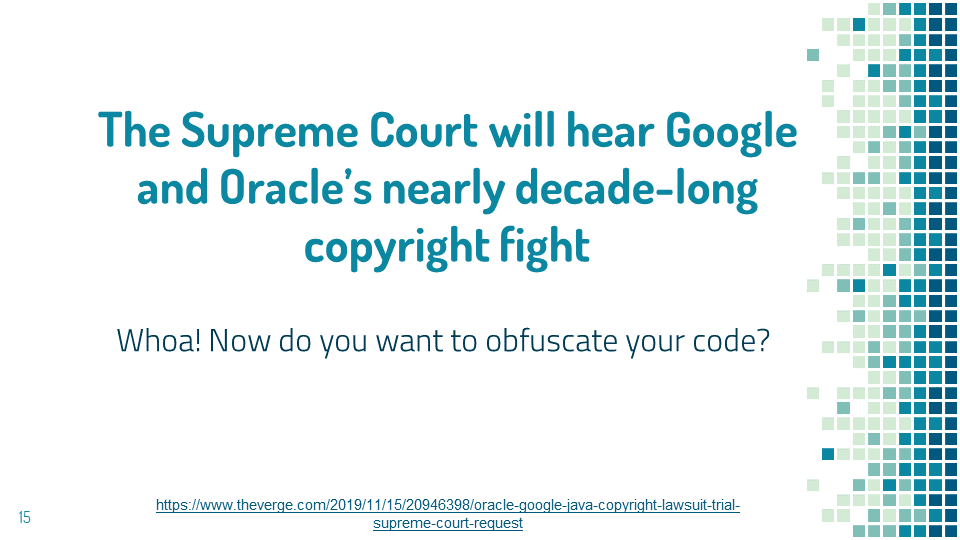 The Supreme Court will hear Google
and Oracle’s nearly decade-long
copyright fight
Whoa! Now do you want to obfuscate your code?
https://www.theverge.com/2019/11/15/20946398/oracle-google-java-copyright-lawsuit-trial-
supreme-court-request
15